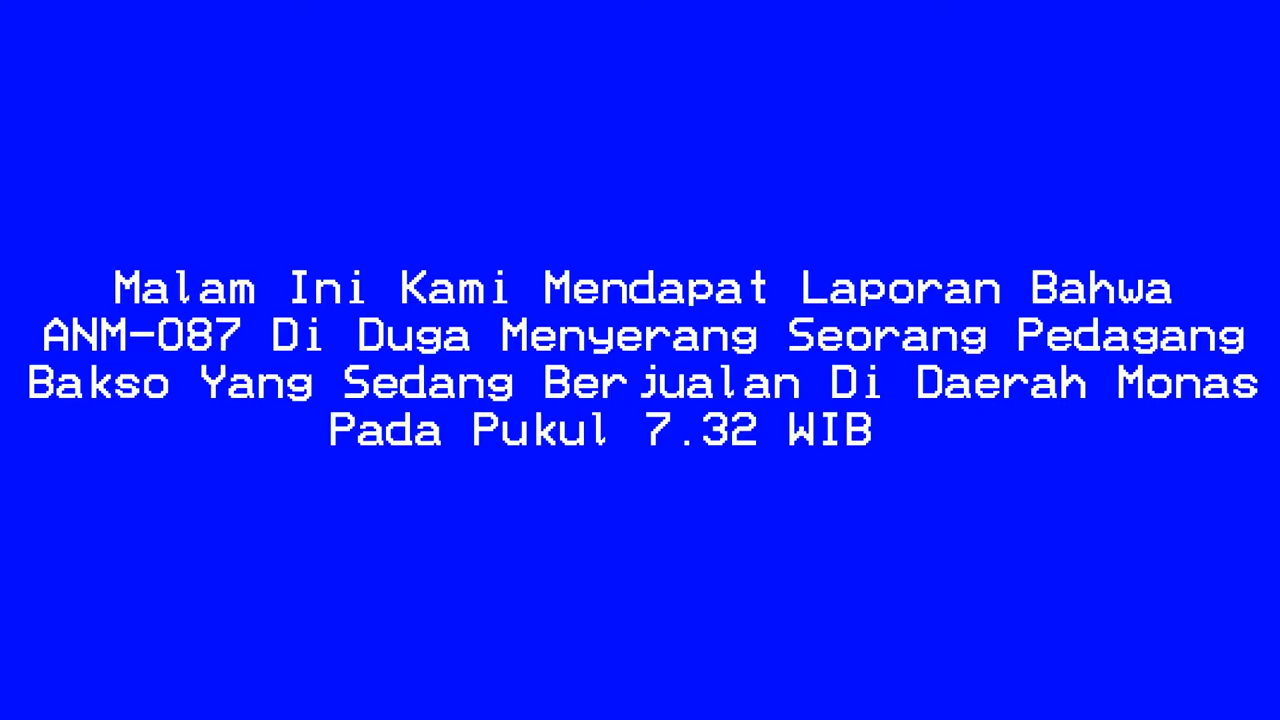 Malam Ini Kami Mendapat Laporan Bahwa
ANM-087 Di Duga Menyerang Seorang Pedagang
Bakso Yang Sedang Berjualan Di Daerah Monas
Pada Pukul 7.32 WIB